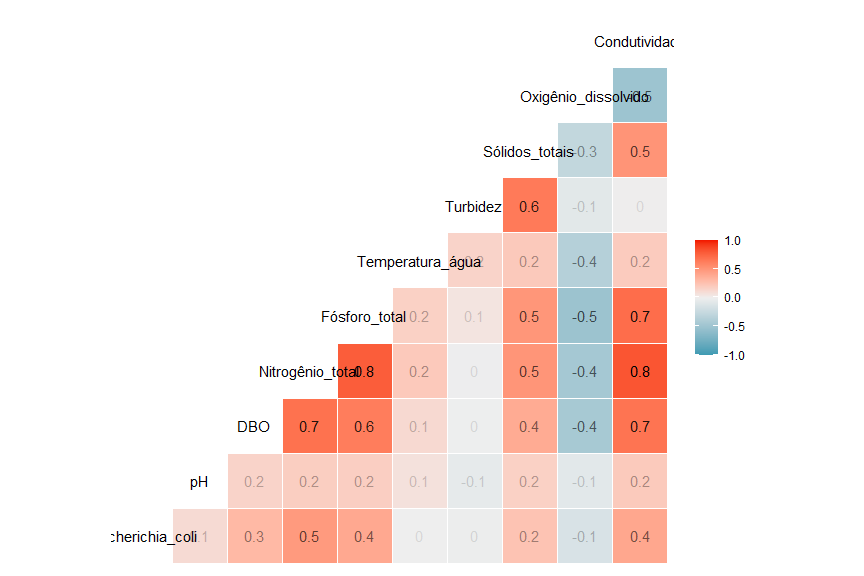 Condutividad
Oxigênio_dissolvido -0.5
Sólidos_totais -0.3 0.5
Turbidez 0.6 -0.1 0
Temperatura_água 0.2 0.2 -0.4 0.2
Fósforo_total 0.2 0.1 0.5 -0.5 0.7
Nitrogênio_total 0.8 0.2 0 0.5 -0.4 0.8
DBO 0.7 0.6 0.1 0 0.4 -0.4 0.7
pH 0.2 0.2 0.2 0.1 -0.1 0.2 -0.1 0.2
cherichia_coli 0.1 0.3 0.5 0.4 0 0 0.2 -0.1 0.4
1.0
0.5
0.0
-0.5
-1.0